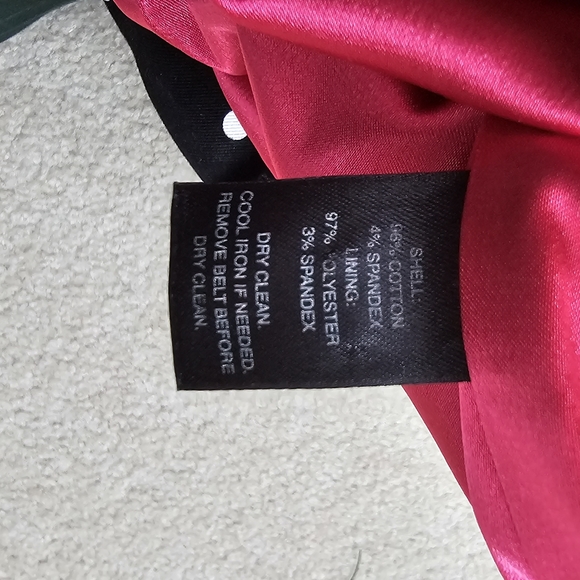 SHELL:
96% COTTON
4% SPANDEX
LINING:
97% POLYESTER
3% SPANDEX
DRY CLEAN.
COOL IRON IF NEEDED.
REMOVE BELT BEFORE
DRY CLEAN.